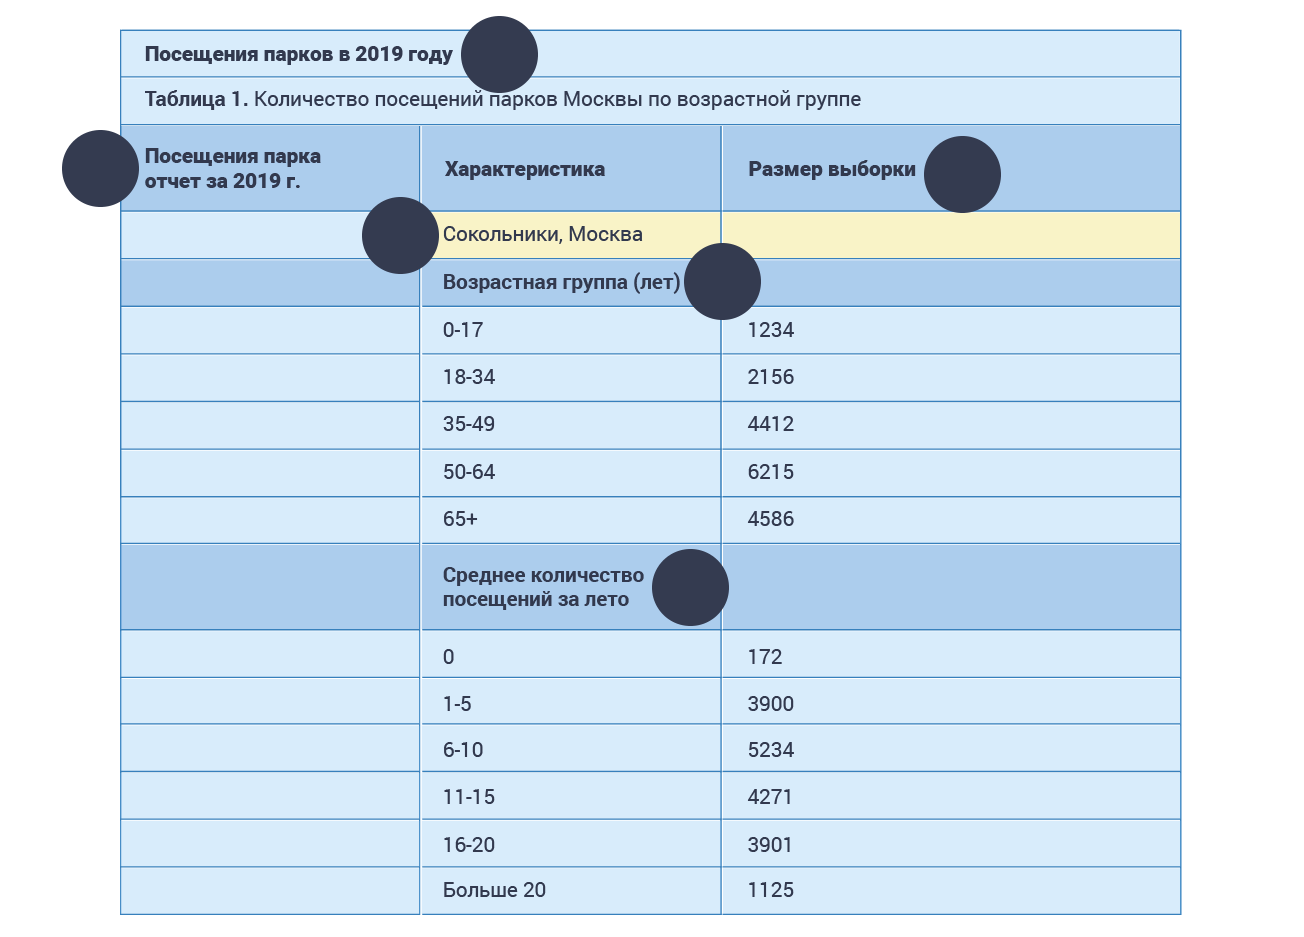 Посещения парков в 2019 году
Таблица 1. Количество посещений парков Москвы по возрастной группе
Посещения парка
отчет за 2019 г.
Характеристика
Размер выборки
Сокольники, Москва
Возрастная группа (лет)
0-17
1234
18-34
2156
35-49
4412
50-64
6215
65+
4586
Среднее количество
посещений за лето
0
172
1-5
3900
6-10
5234
11-15
4271
16-20
3901
Больше 20
1125